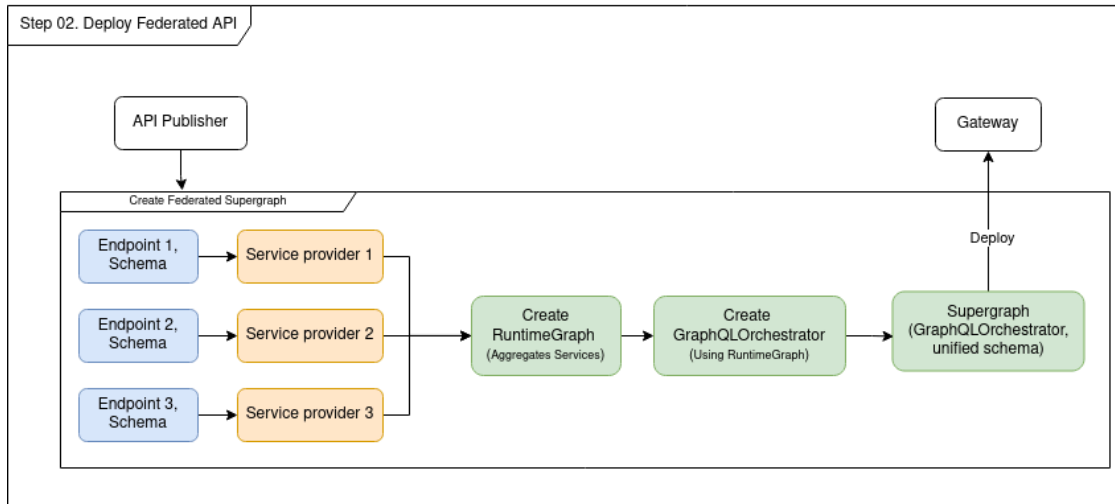 Step 02. Deploy Federated API
API Publisher
Gateway
Create Federated Supergraph
Deploy
Endpoint 1,
Schema
Service provider 1
Endpoint 2,
Schema
Service provider 2
Endpoint 3,
Schema
Service provider 3
Create
RuntimeGraph
(Aggregates Services)
Create
GraphQLOrchestrator
(Using RuntimeGraph)
Supergraph
(GraphQLOrchestrator,
unified schema)